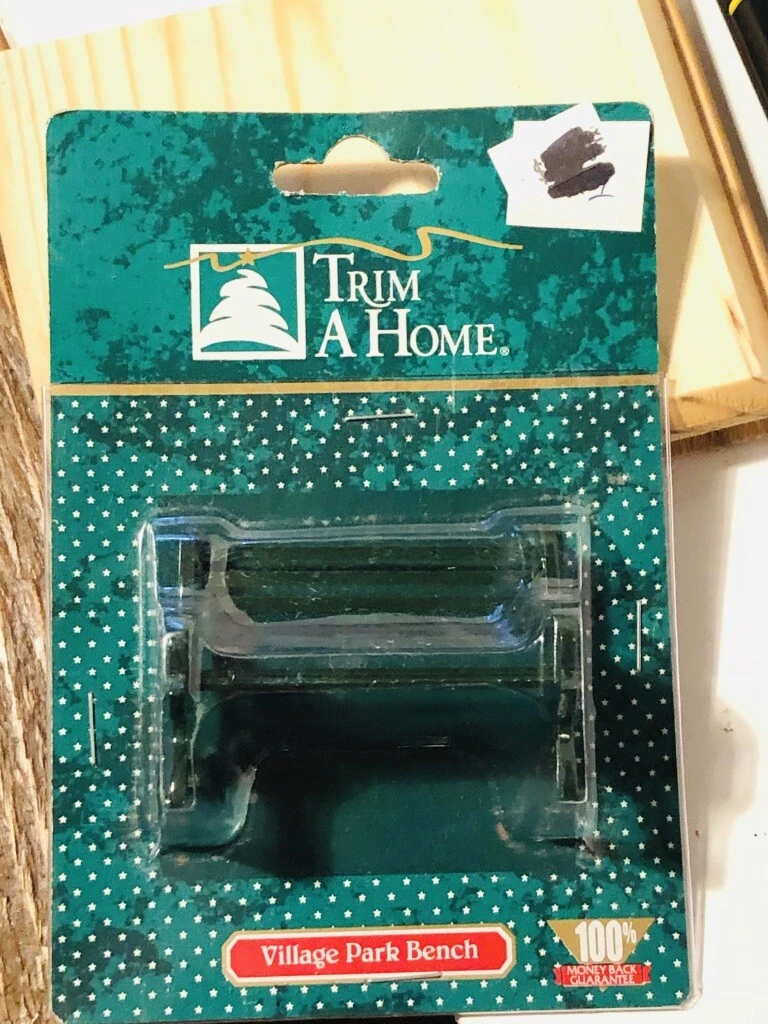 TRIM
A HOME®
Village Park Bench
100%
MONEY BACK
GUARANTEE